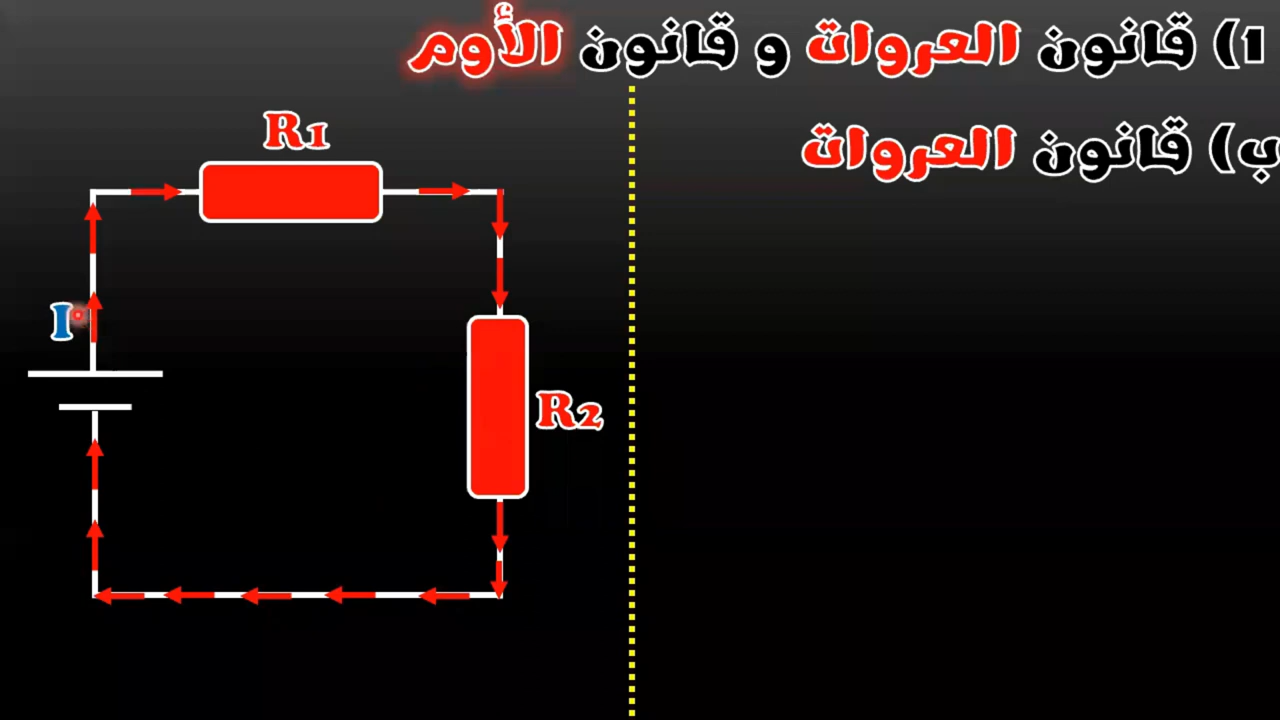 1) قانون العروات و قانون الأوم
ب) قانون العروات
R1
I
R2